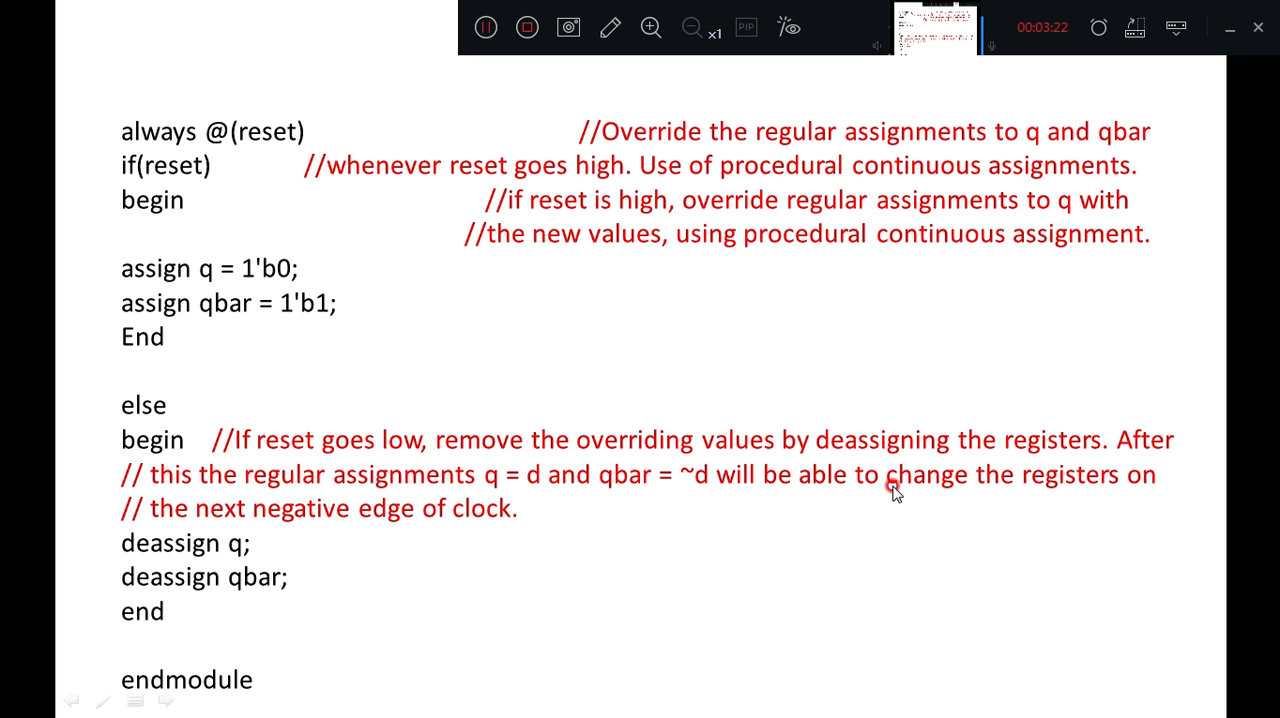 x1
PIP
00:03:22
always @(reset) //Override the regular assignments to q and qbar
if(reset) //whenever reset goes high. Use of procedural continuous assignments.
begin //if reset is high, override regular assignments to q with
//the new values, using procedural continuous assignment.
assign q = 1'b0;
assign qbar = 1'b1;
End
else
begin //If reset goes low, remove the overriding values by deassigning the registers. After
// this the regular assignments q = d and qbar = ~d will be able to change the registers on
// the next negative edge of clock.
deassign q;
deassign qbar;
end
endmodule